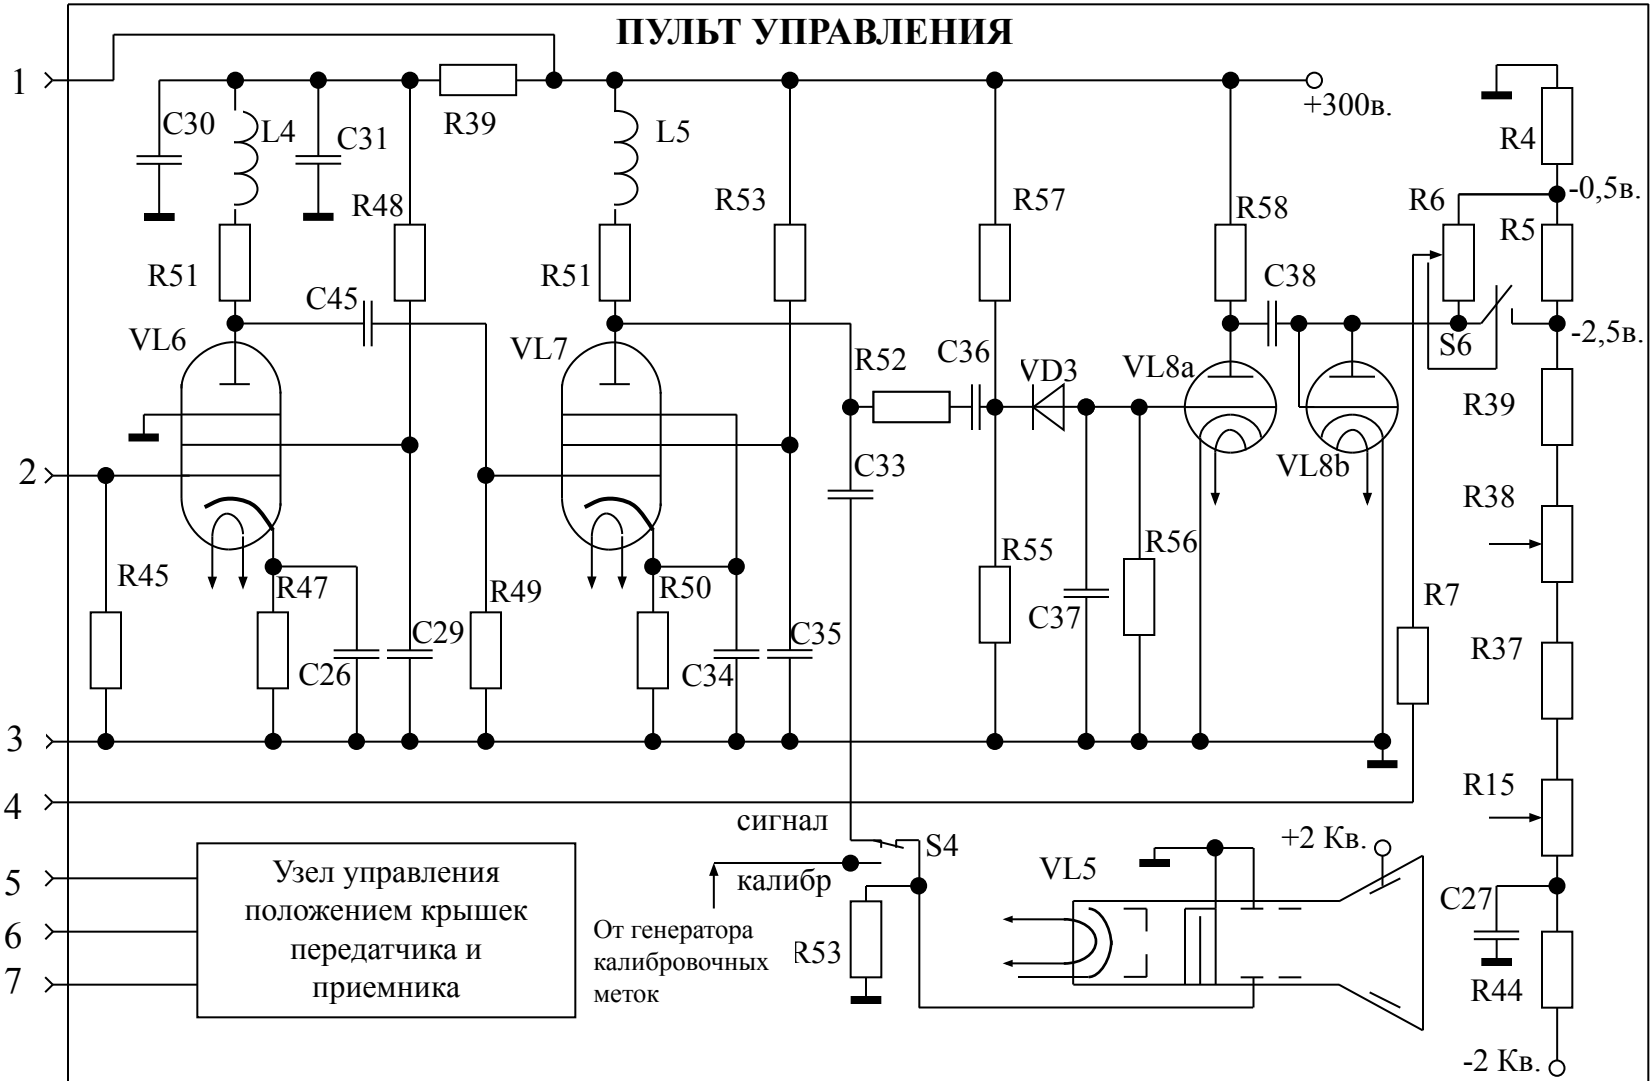 ПУЛЬТ УПРАВЛЕНИЯ
1
+300в.
C30
L4
C31
R39
L5
R4
-0,5в.
R48
R53
R57
R58
R6
R5
R51
C45
R51
C38
VL6
VL7
R52
C36
VD3
VL8a
S6
-2,5в.
R39
2
C33
VL8b
R38
R45
R47
R49
R50
R55
R56
R7
C29
C35
C37
R37
C26
C34
3
4
R15
сигнал
S4
+2 Кв.
калибр
VL5
5
6
7
Узел управления
положением крышек
передатчика и
приемника
От генератора
калибровочных
меток
R53
C27
R44
-2 Кв.